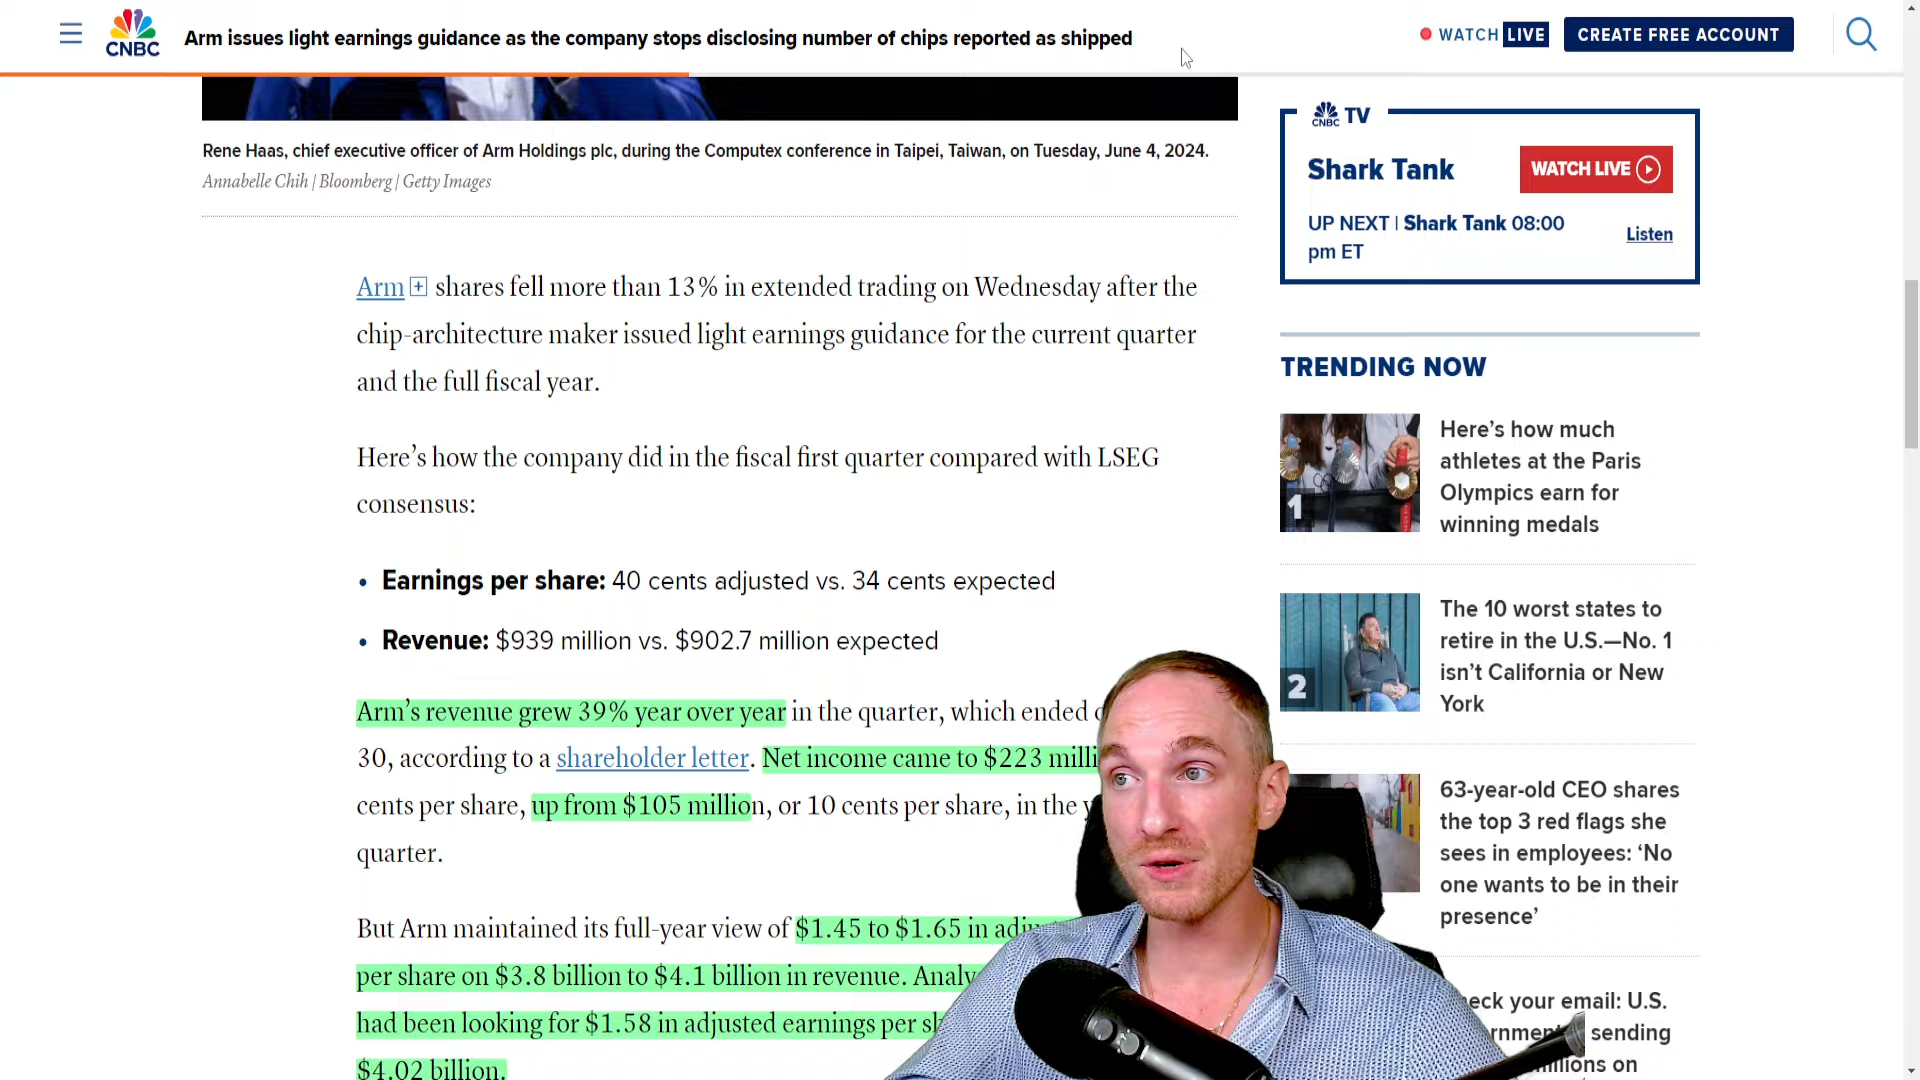 CNBC
Arm issues light earnings guidance as the company stops disclosing number of chips reported as shipped
WATCH LIVE
CREATE FREE ACCOUNT
Rene Haas, chief executive officer of Arm Holdings plc, during the Computex conference in Taipei, Taiwan, on Tuesday, June 4, 2024.
Annabelle Chih | Bloomberg | Getty Images
Arm + shares fell more than 13% in extended trading on Wednesday after the
chip-architecture maker issued light earnings guidance for the current quarter
and the full fiscal year.
Here’s how the company did in the fiscal first quarter compared with LSEG
consensus:
• Earnings per share: 40 cents adjusted vs. 34 cents expected
• Revenue: $939 million vs. $902.7 million expected
Arm’s revenue grew 39% year over year in the quarter, which ended
30, according to a shareholder letter. Net income came to $223 milli
cents per share, up from $105 million, or 10 cents per share, in the y
quarter.
But Arm maintained its full-year view of $1.45 to $1.65 in adju
per share on $3.8 billion to $4.1 billion in revenue. Analy
had been looking for $1.58 in adjusted earnings per sh
$4.02 billion.
CNBC TV
Shark Tank
WATCH LIVE
UP NEXT | Shark Tank 08:00
pm ET
Listen
TRENDING NOW
1
Here’s how much
athletes at the Paris
Olympics earn for
winning medals
2
The 10 worst states to
retire in the U.S.—No. 1
isn’t California or New
York
63-year-old CEO shares
the top 3 red flags she
sees in employees: ‘No
one wants to be in their
presence’
eck your email: U.S.
rnment sending
illions on